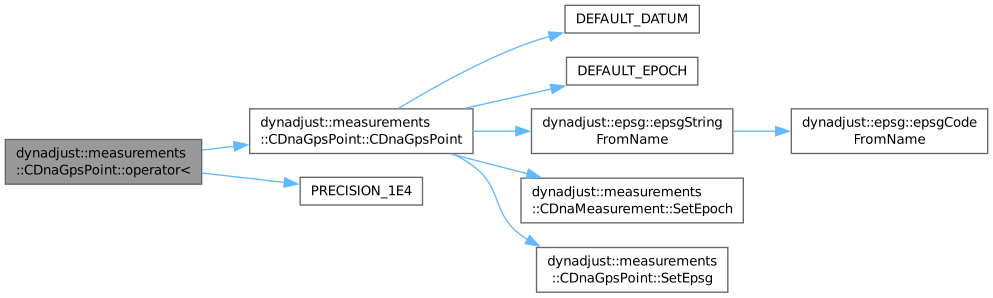 dynadjust::measurements
::CDnaGpsPoint::operator<
dynadjust::measurements
::CDnaGpsPoint::CDnaGpsPoint
PRECISION_1E4
DEFAULT_DATUM
DEFAULT_EPOCH
dynadjust::epsg::epsgString
FromName
dynadjust::measurements
::CDnaMeasurement::SetEpoch
dynadjust::measurements
::CDnaGpsPoint::SetEpsg
dynadjust::epsg::epsgCode
FromName